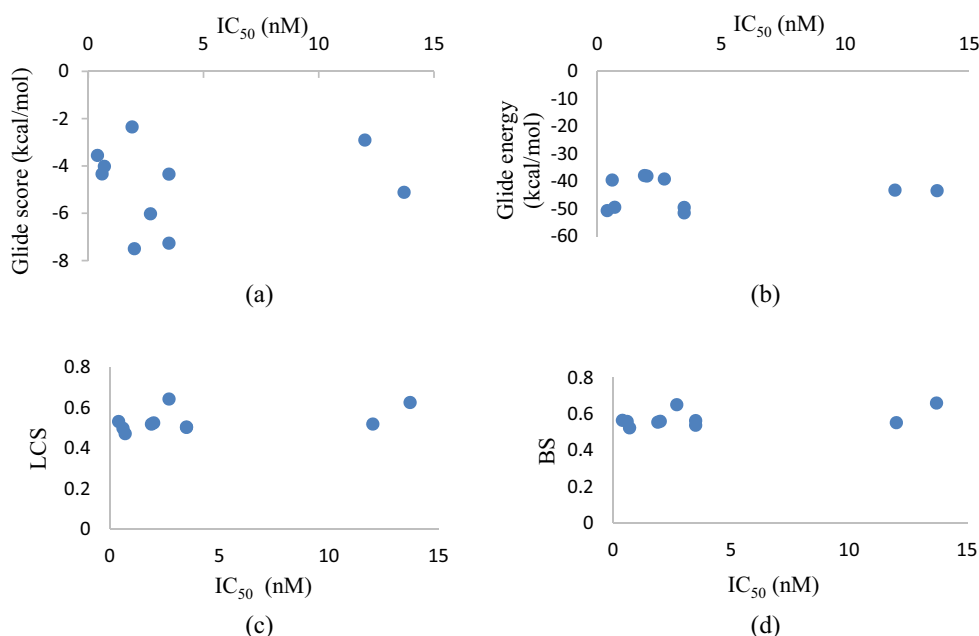 IC50 (nM)
0 5 10 15
0
-2
-4
-6
-8
Glide score (kcal/mol)
(a)
IC50 (nM)
0 5 10 15
0
-10
-20
-30
-40
-50
-60
Glide energy
(kcal/mol)
(b)
0.8
0.6
0.4
0.2
0
LCS
0 5 10 15
IC50 (nM)
(c)
0.8
0.6
0.4
0.2
0
BS
0 5 10 15
IC50 (nM)
(d)